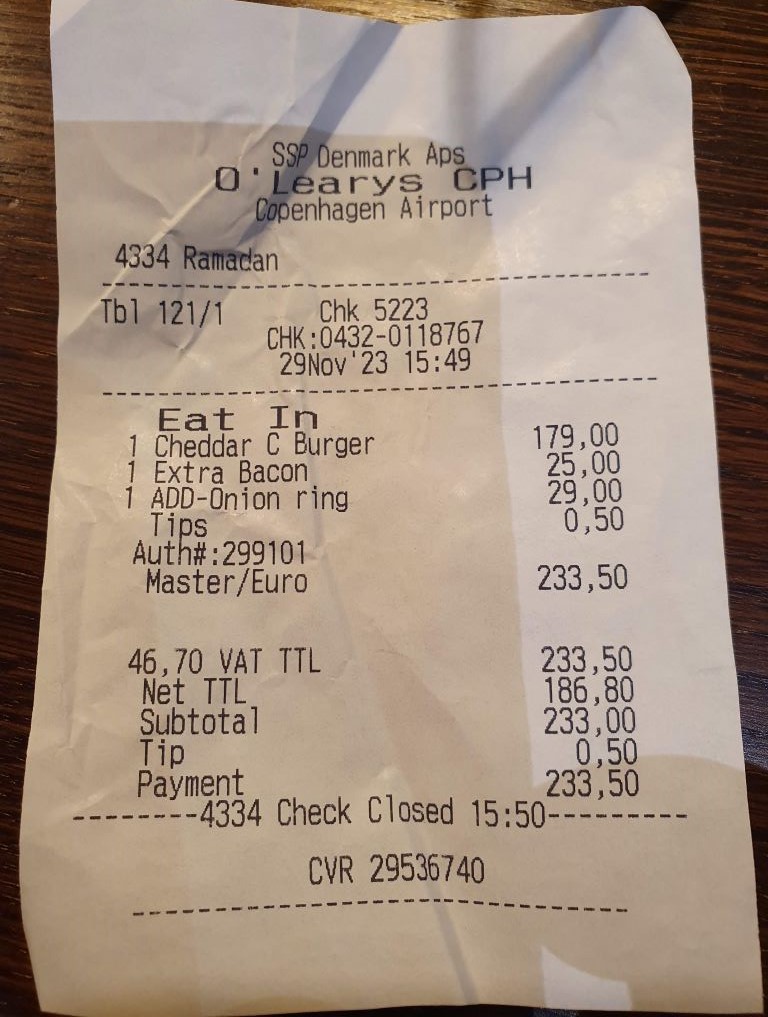 SSP Denmark Aps
O'Learys CPH
Copenhagen Airport
4334 Ramadan
--------------------------------------
Tbl 121/1 Chk 5223
CHK:0432-0118767
29Nov'23 15:49
--------------------------------------
Eat In
1 Cheddar C Burger 179,00
1 Extra Bacon 25,00
1 ADD-Onion ring 29,00
Tips 0,50
Auth#:299101
Master/Euro 233,50
46,70 VAT TTL 233,50
Net TTL 186,80
Subtotal 233,00
Tip 0,50
Payment 233,50
--------4334 Check Closed 15:50---------
CVR 29536740
--------------------------------